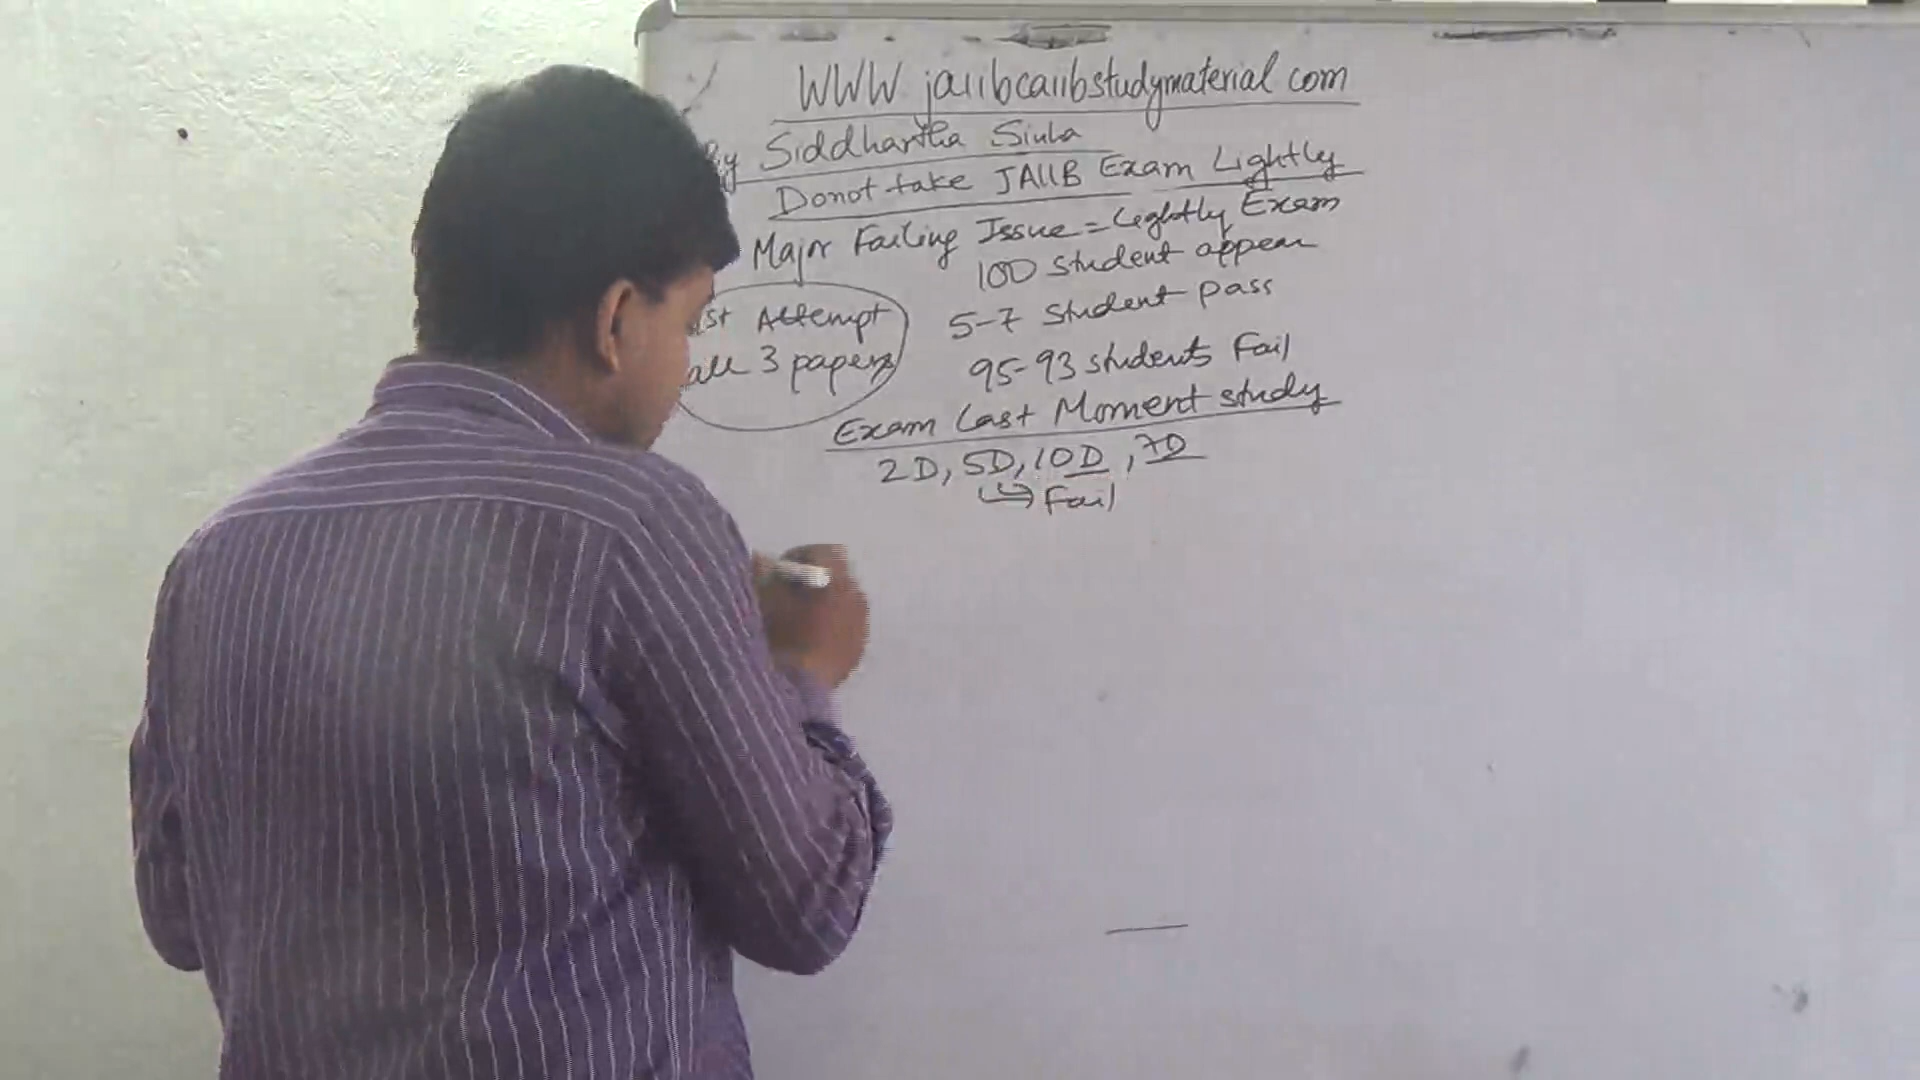 WWW jaiibcaiibstudymaterial com
By Siddhartha Sinha
Donot take JAIIB Exam Lightly
Major Failing Issue = Lightly Exam
100 student appear
5-7 student pass
95-93 students Fail
1st Attempt
all 3 papers
Exam Last Moment study
2D, 5D, 10D, 7D
Fail